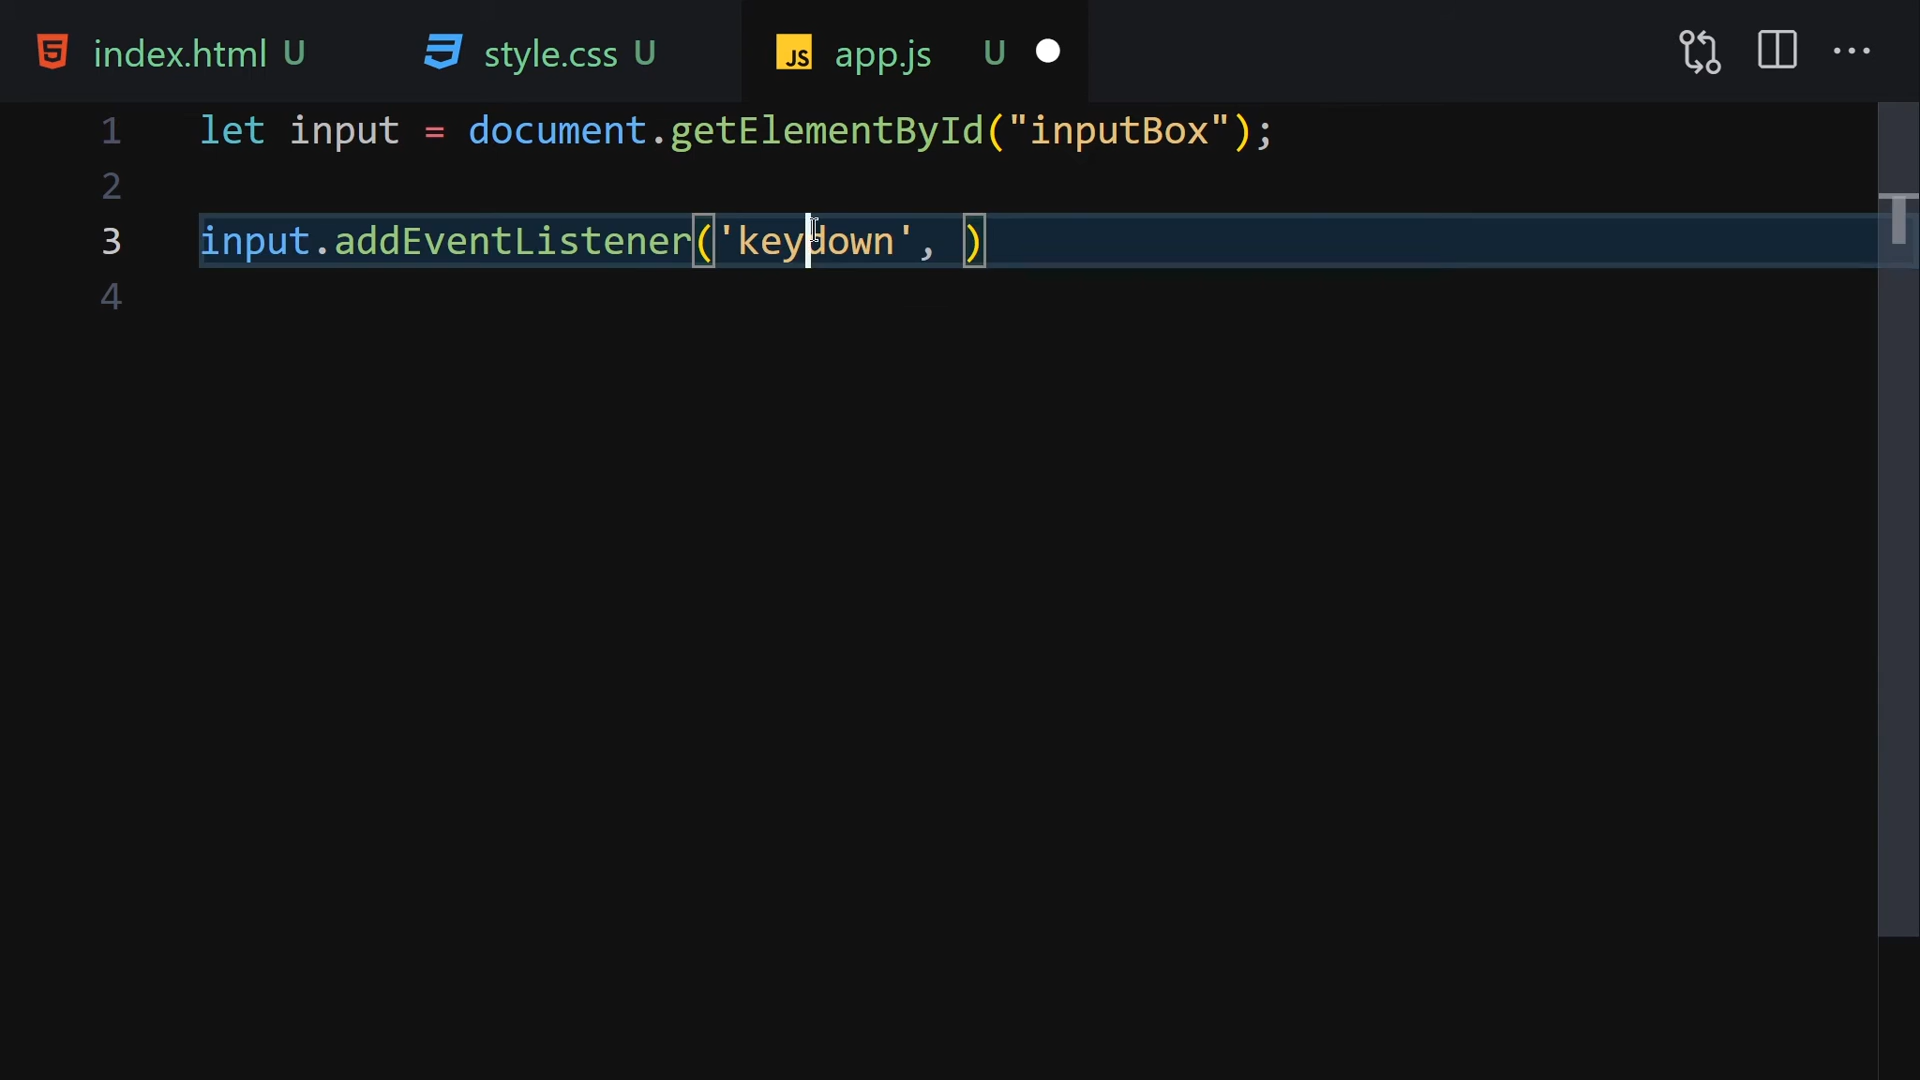 index.html U style.css U JS app.js U
1 let input = document.getElementById("inputBox");
2
3 input.addEventListener('keydown', )
4